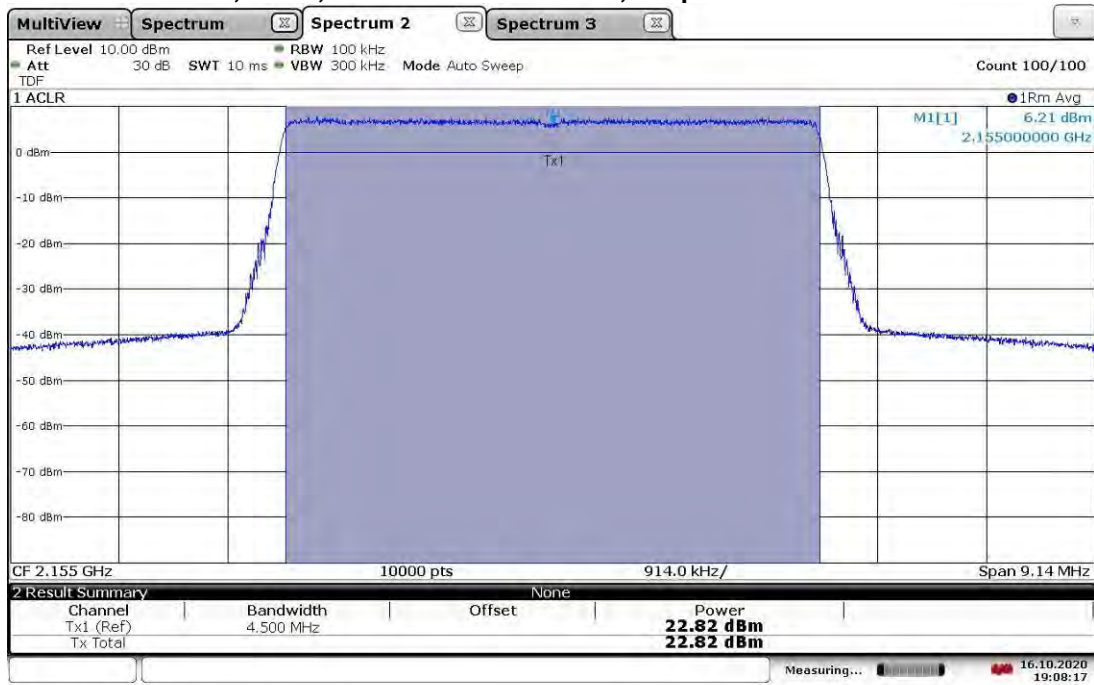 MultiView Spectrum Spectrum 2 Spectrum 3
Ref Level 10.00 dBm RBW 100 kHz
Att 30 dB SWT 10 ms VBW 300 kHz Mode Auto Sweep Count 100/100
TDF
1 ACLR 1Rm Avg
M1[1] 6.21 dBm
2.155000000 GHz
0 dBm
Tx1
-10 dBm
-20 dBm
-30 dBm
-40 dBm
-50 dBm
-60 dBm
-70 dBm
-80 dBm
CF 2.155 GHz 10000 pts 914.0 kHz/ Span 9.14 MHz
2 Result Summary None
Channel Bandwidth Offset Power
Tx1 (Ref) 4.500 MHz 22.82 dBm
Tx Total 22.82 dBm
Measuring... 16.10.2020
19:08:17